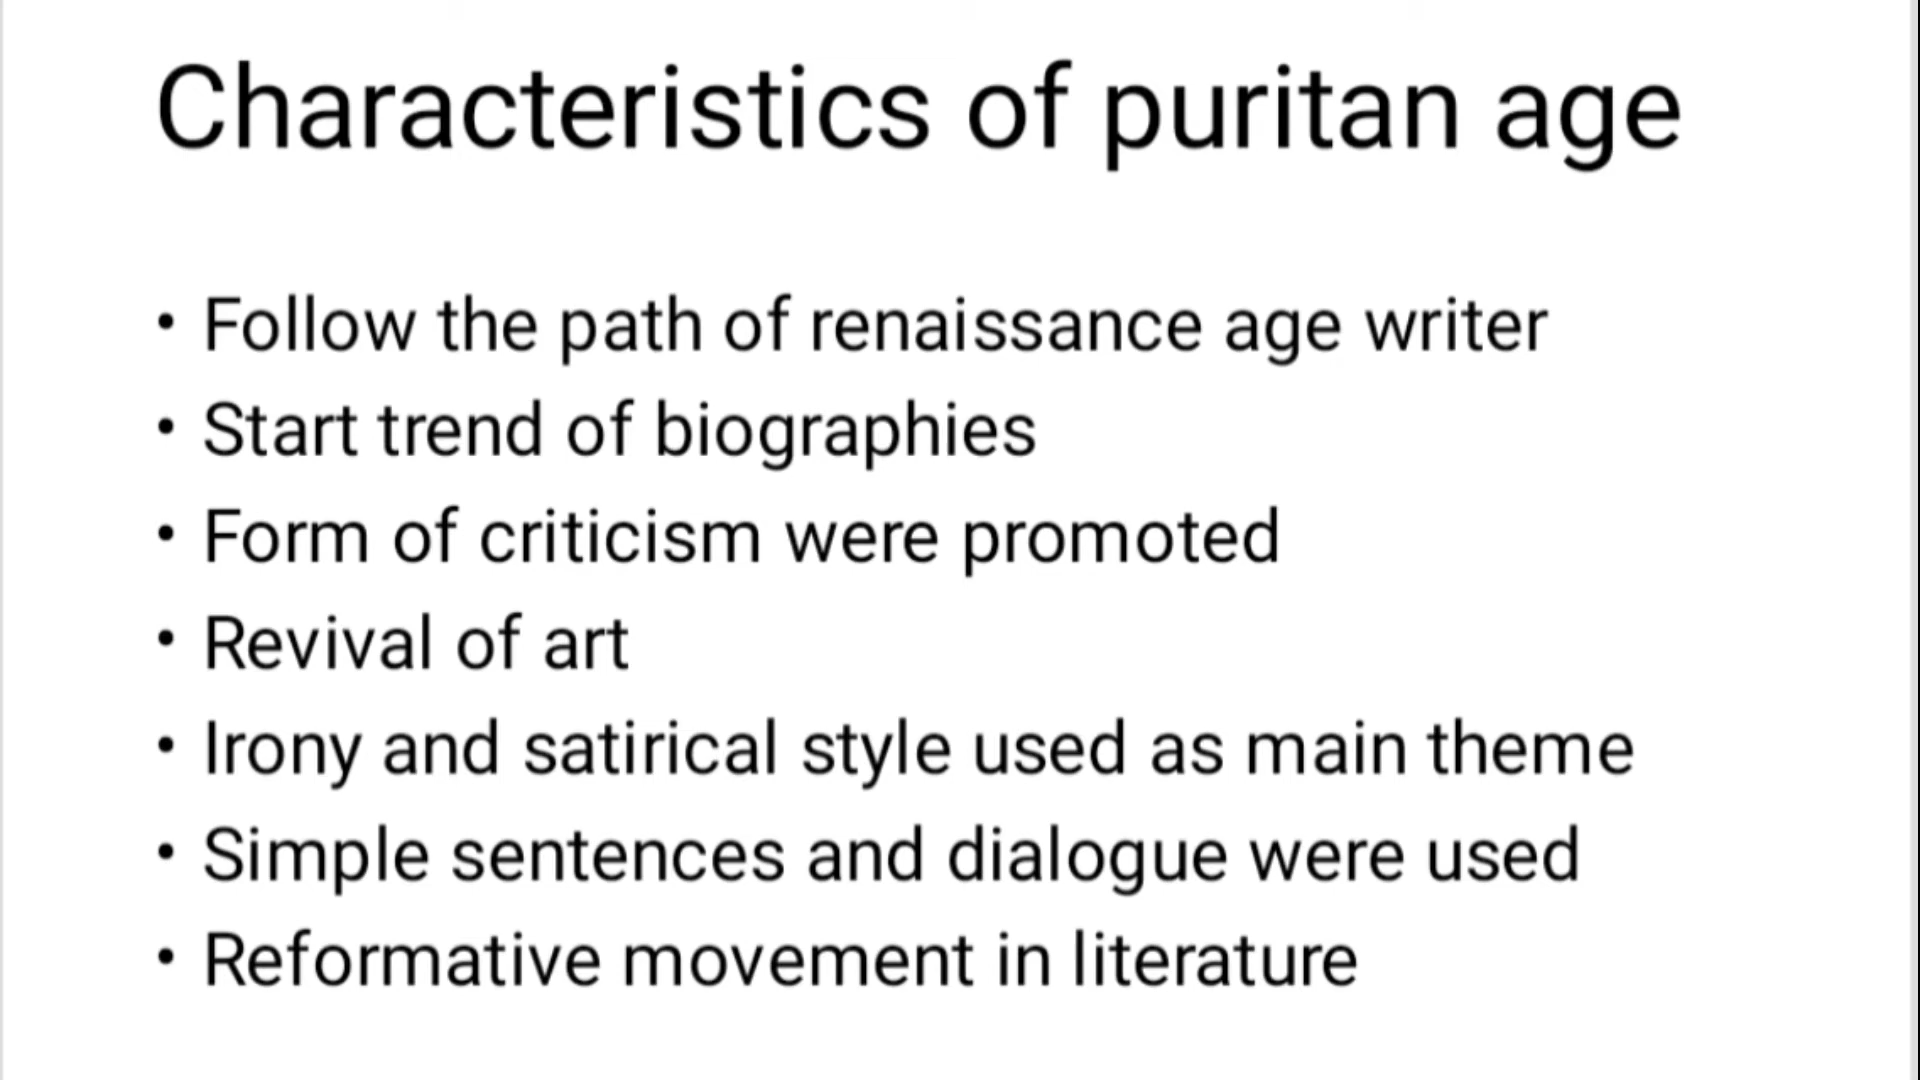 Characteristics of puritan age
• Follow the path of renaissance age writer
• Start trend of biographies
• Form of criticism were promoted
• Revival of art
• Irony and satirical style used as main theme
• Simple sentences and dialogue were used
• Reformative movement in literature